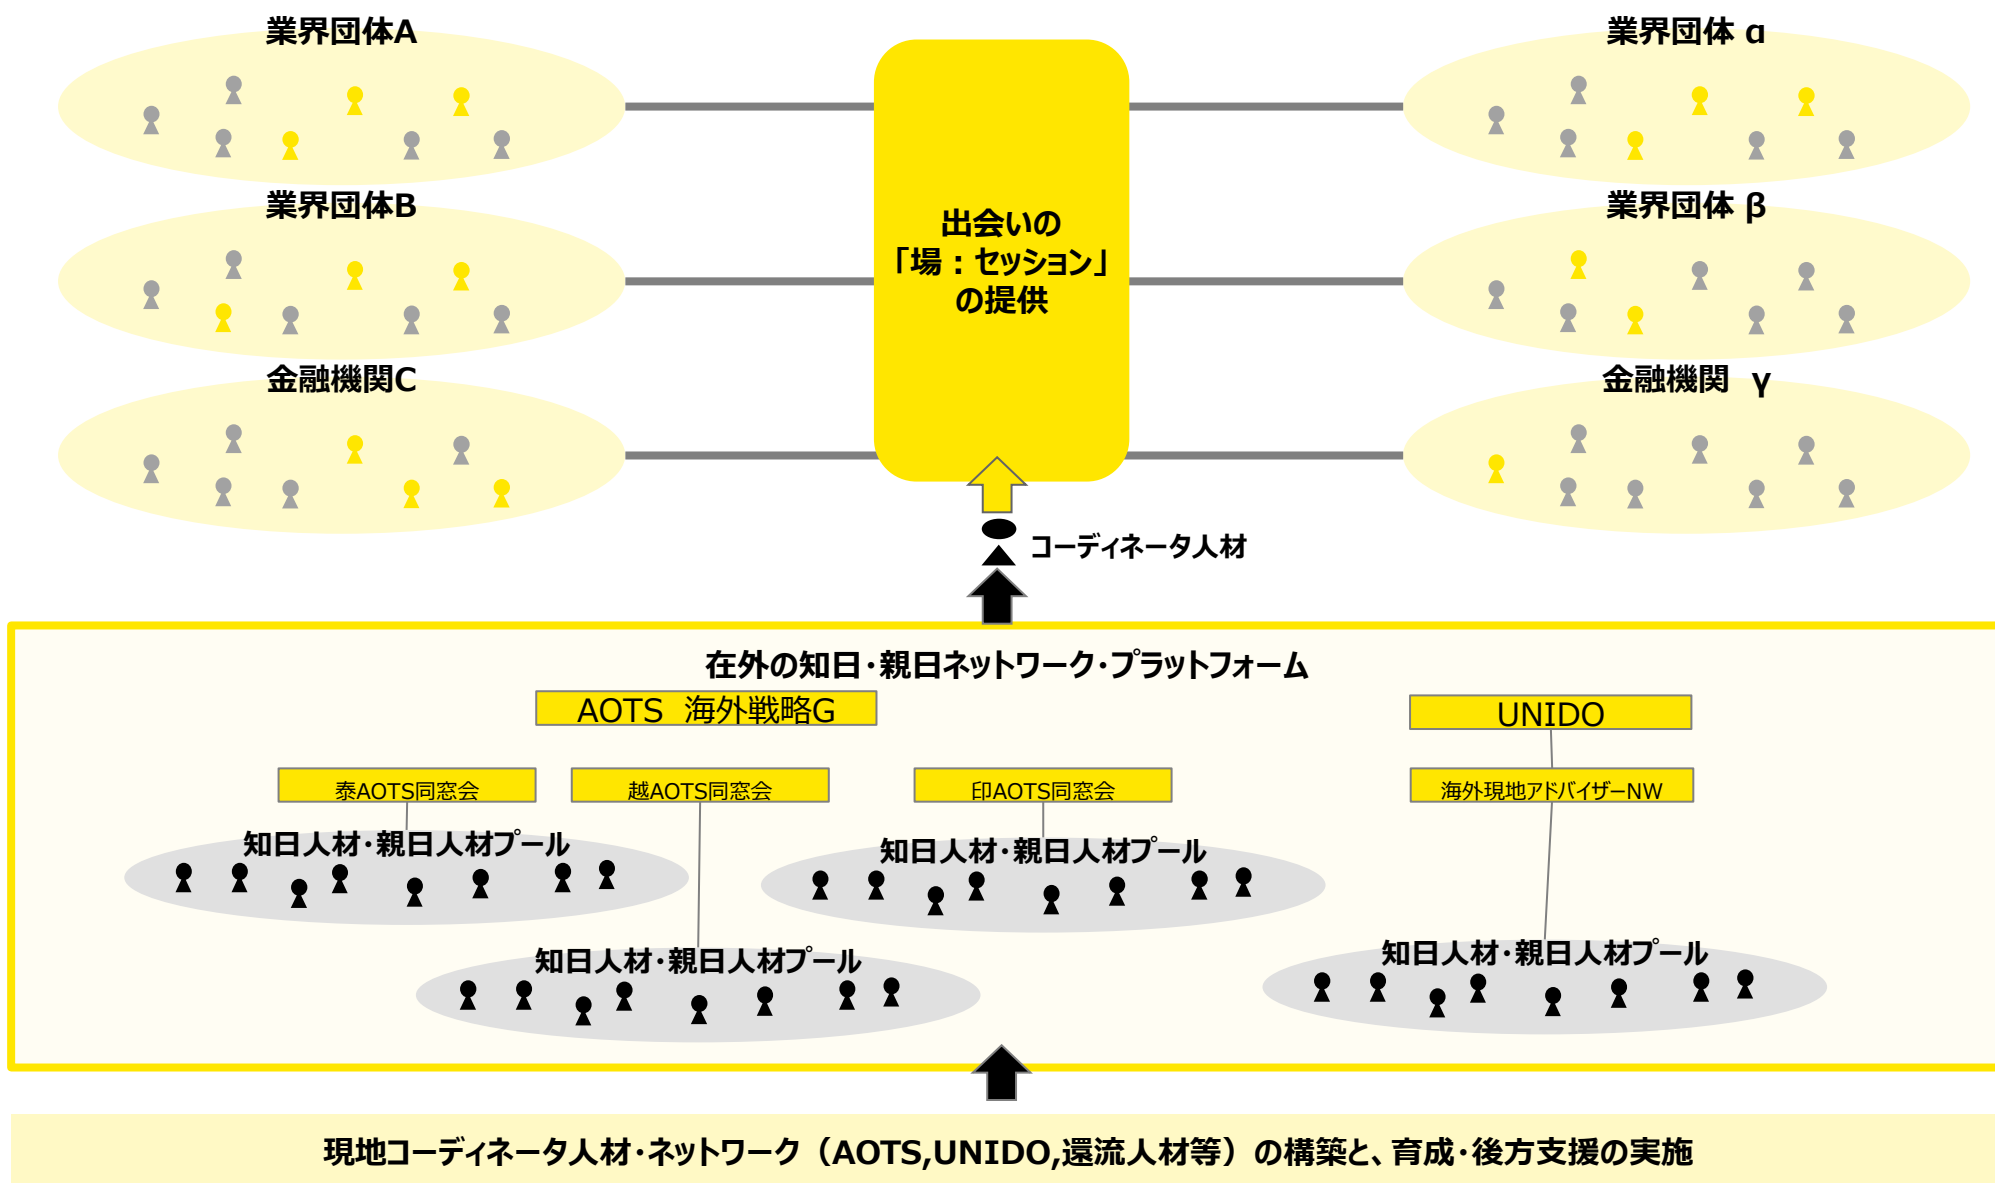 業界団体A
業界団体 α
業界団体B
業界団体 β
金融機関C
金融機関 γ
出会いの
「場：セッション」
の提供
コーディネータ人材
在外の知日・親日ネットワーク・プラットフォーム
AOTS 海外戦略G
UNIDO
泰AOTS同窓会
越AOTS同窓会
印AOTS同窓会
海外現地アドバイザーNW
知日人材・親日人材プール
知日人材・親日人材プール
知日人材・親日人材プール
知日人材・親日人材プール
現地コーディネータ人材・ネットワーク（AOTS,UNIDO,還流人材等）の構築と、育成・後方支援の実施